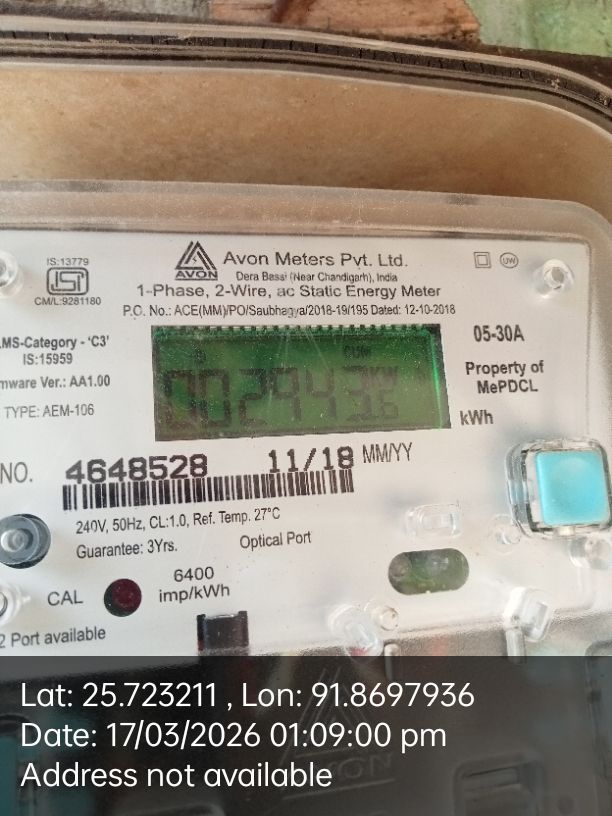 IS:13779
CM/L:9281180
AVON
Avon Meters Pvt. Ltd.
Dera Bassi (Near Chandigarh), India
1-Phase, 2-Wire, ac Static Energy Meter
P.O. No.: ACE(MM)/PO/Saubhagya/2018-19/195 Dated: 12-10-2018
UW
MS-Category - 'C3'
IS:15959
mware Ver.: AA1.00
TYPE: AEM-106
05-30A
Property of
MePDCL
kWh
NO. 4648528 11/18 MM/YY
240V, 50Hz, CL:1.0, Ref. Temp. 27°C
Guarantee: 3Yrs. Optical Port
CAL 6400
imp/kWh
2 Port available
Lat: 25.723211 , Lon: 91.8697936
Date: 17/03/2026 01:09:00 pm
Address not available
AVON